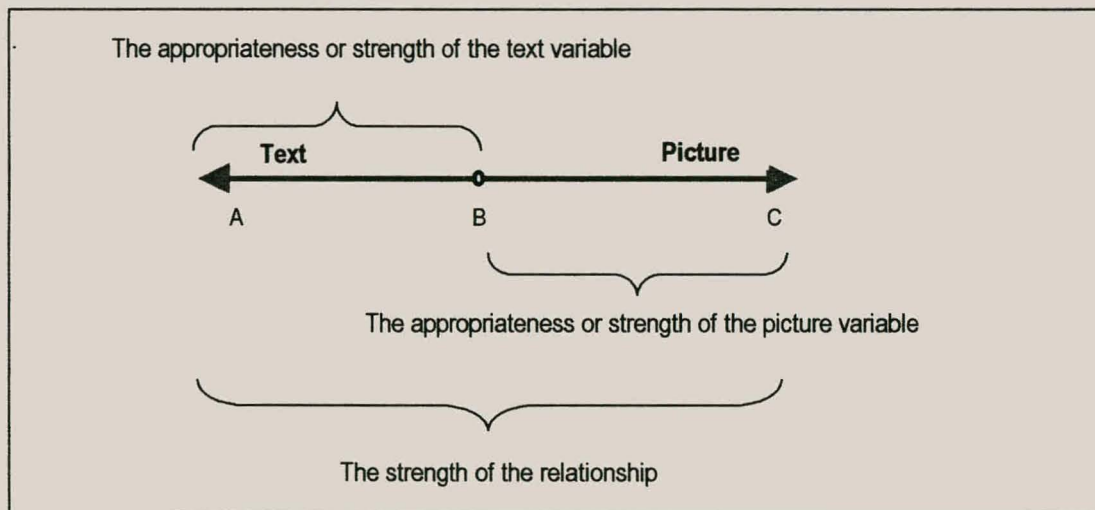 The appropriateness or strength of the text variable
Text Picture
A B C
The appropriateness or strength of the picture variable
The strength of the relationship